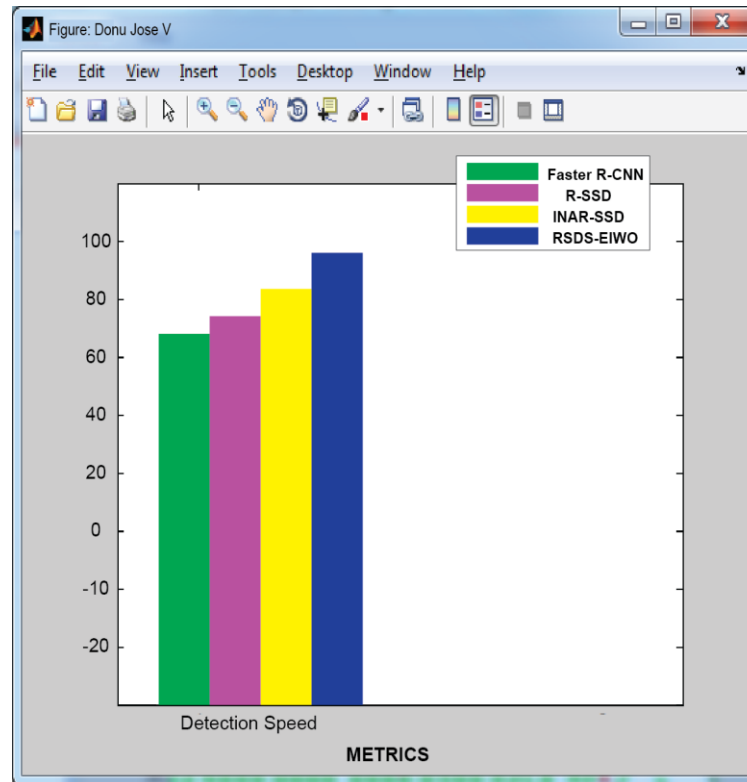 Figure: Donu Jose V
File Edit View Insert Tools Desktop Window Help
Faster R-CNN
R-SSD
INAR-SSD
RSDS-EIWO
100
80
60
40
20
0
-10
-20
Detection Speed
METRICS